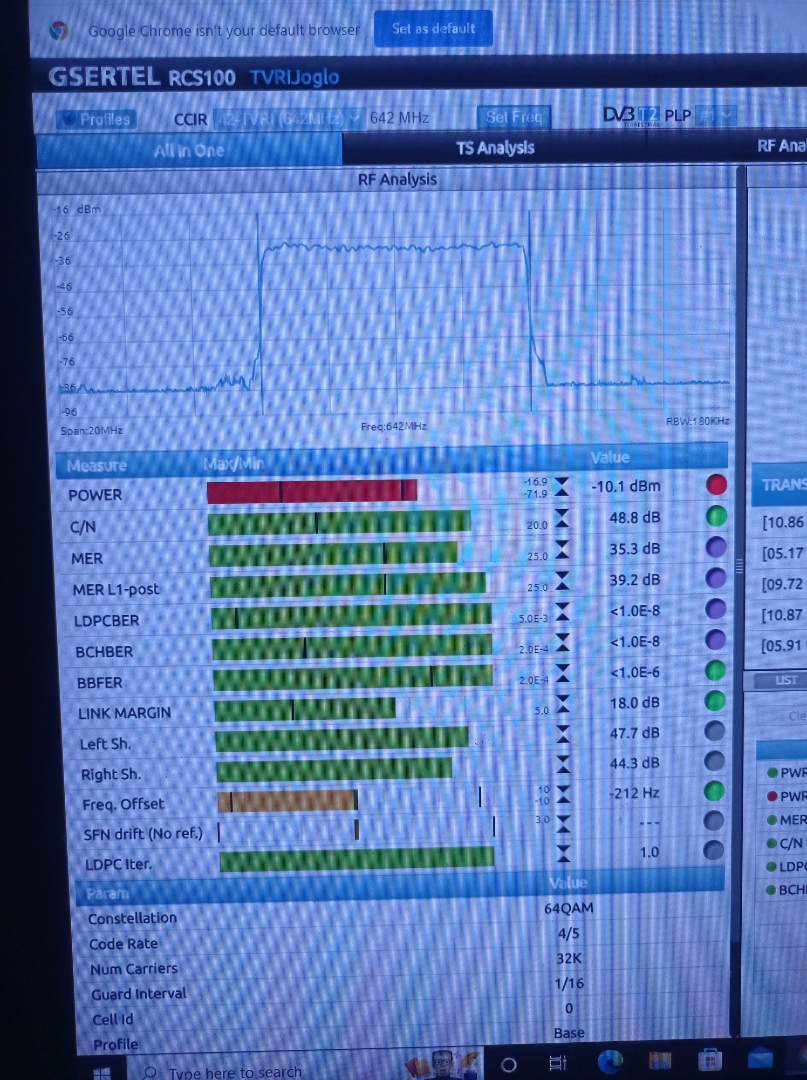 Google Chrome isn't your default browser Set as default
GSERTEL RCS100 TVRIJoglo
Profiles CCIR 42-TVRI (642MHz) 642 MHz Set Freq DVB T2 PLP
All in One TS Analysis RF Ana
RF Analysis
-16 dBm
-26
-36
-46
-56
-66
-76
-86
-96
Span:20MHz Freq:642MHz RBW:180KHz
Measure Max/Min Value
POWER -16.9 -71.9 -10.1 dBm
C/N 20.0 48.8 dB
MER 25.0 35.3 dB
MER L1-post 25.0 39.2 dB
LDPCBER 5.0E-3 <1.0E-8
BCHBER 2.0E-4 <1.0E-8
BBFER 2.0E-4 <1.0E-6
LINK MARGIN 5.0 18.0 dB
Left Sh. 47.7 dB
Right Sh. 44.3 dB
Freq. Offset 10 -10 -212 Hz
SFN drift (No ref.) 3.0 ---
LDPC Iter. 1.0
Param Value
Constellation 64QAM
Code Rate 4/5
Num Carriers 32K
Guard Interval 1/16
Cell Id 0
Profile Base
TRANS
[10.86
[05.17
[09.72
[10.87
[05.91
LIST
Cle
PWR
PWR
MER
C/N
LDPC
BCHE
Type here to search